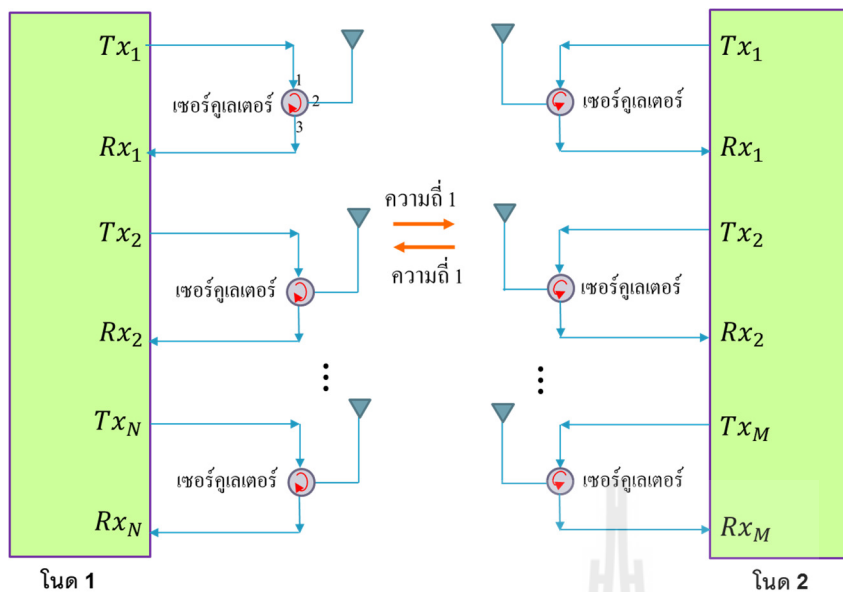 Tx₁
เซอร์คูเลเตอร์
1
2
3
Rx₁
Tx₂
เซอร์คูเลเตอร์
Rx₂
⋮
Tx_N
เซอร์คูเลเตอร์
Rx_N
โนด 1
ความถี่ 1
ความถี่ 1
Tx₁
เซอร์คูเลเตอร์
Rx₁
Tx₂
เซอร์คูเลเตอร์
Rx₂
⋮
Tx_M
เซอร์คูเลเตอร์
Rx_M
โนด 2